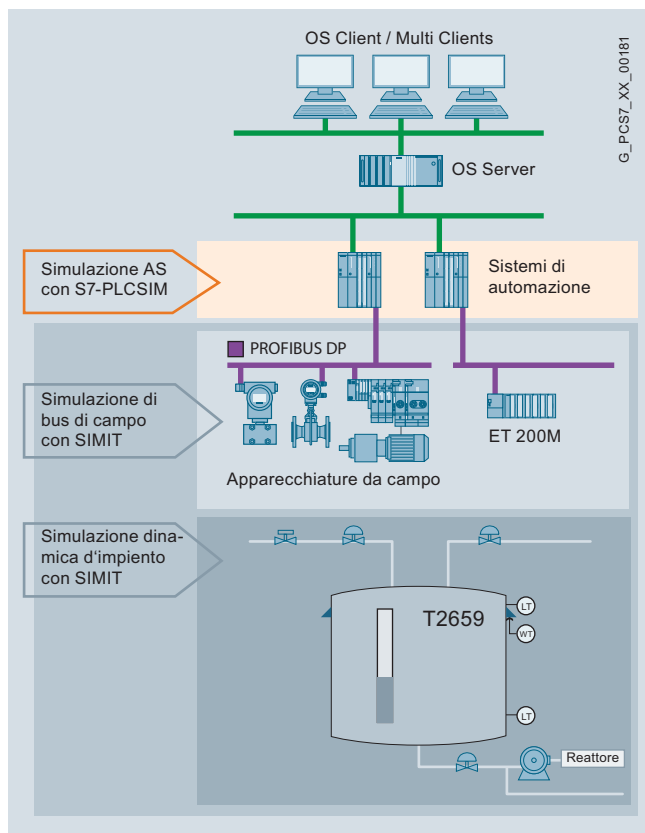 OS Client / Multi Clients
G_PCS7_XX_00181
OS Server
Simulazione AS
con S7-PLCSIM
Sistemi di
automazione
PROFIBUS DP
Simulazione di
bus di campo
con SIMIT
ET 200M
Apparecchiature da campo
Simulazione dina-
mica d'impiento
con SIMIT
T2659
LT
WT
LT
Reattore